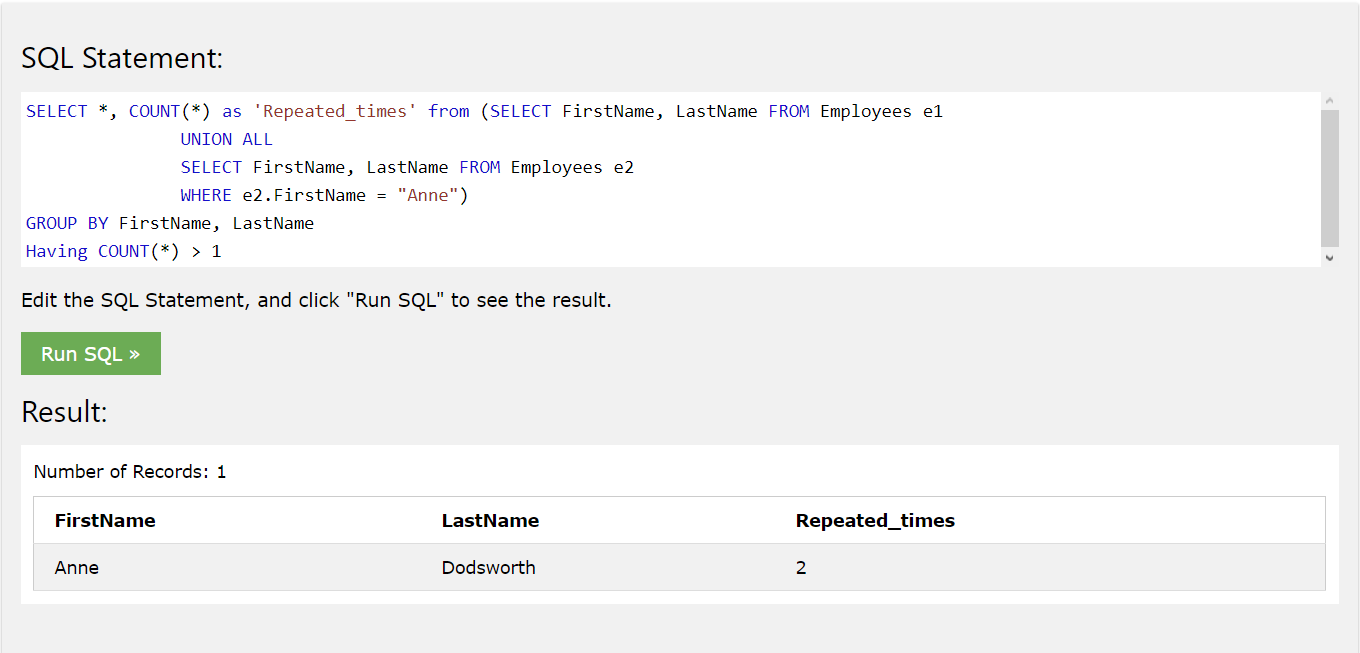 SQL Statement:
SELECT *, COUNT(*) as 'Repeated_times' from (SELECT FirstName, LastName FROM Employees e1
UNION ALL
SELECT FirstName, LastName FROM Employees e2
WHERE e2.FirstName = "Anne")
GROUP BY FirstName, LastName
Having COUNT(*) > 1
Edit the SQL Statement, and click "Run SQL" to see the result.
Run SQL »
Result:
Number of Records: 1
FirstName LastName Repeated_times
Anne Dodsworth 2